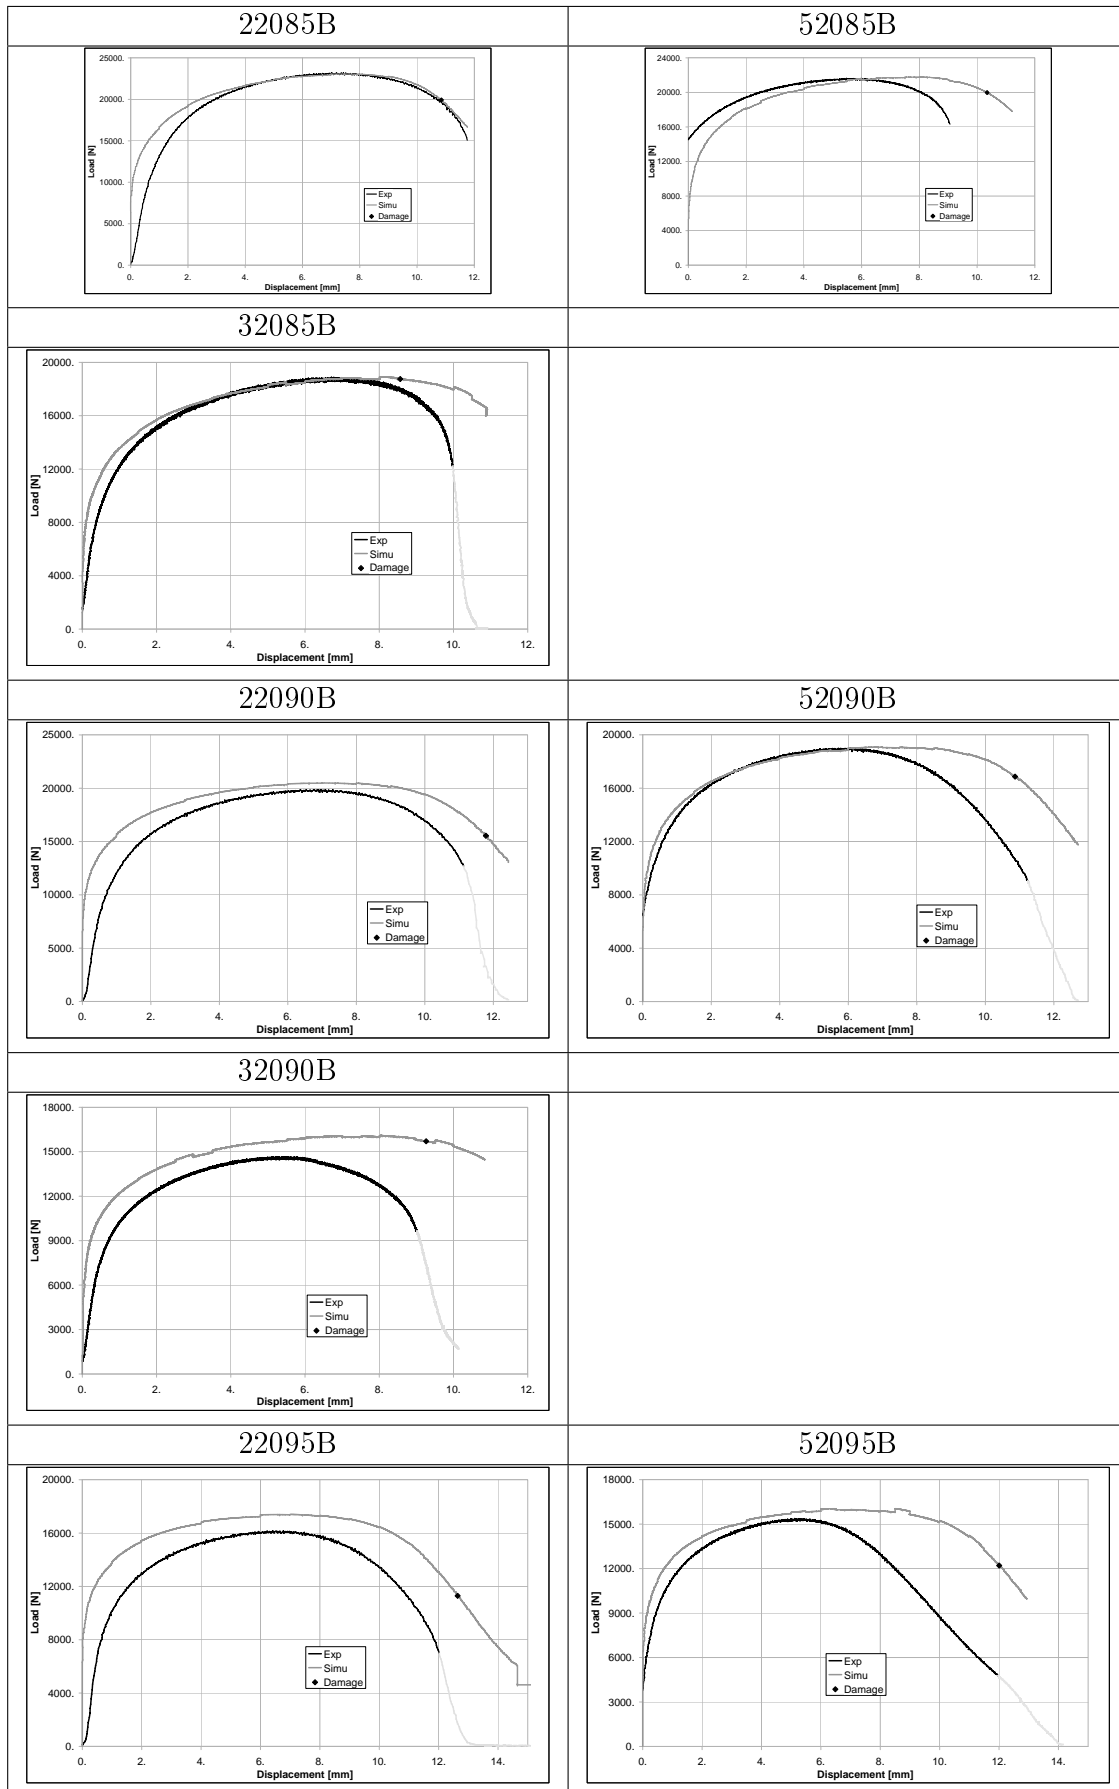 22085B 52085B
25000.
20000.
15000.
10000.
5000.
0.
Load [N]
0. 2. 4. 6. 8. 10. 12.
Displacement [mm]
Exp
Simu
Damage
24000.
20000.
16000.
12000.
8000.
4000.
0.
Load [N]
0. 2. 4. 6. 8. 10. 12.
Displacement [mm]
Exp
Simu
Damage
32085B
20000.
16000.
12000.
8000.
4000.
0.
Load [N]
0. 2. 4. 6. 8. 10. 12.
Displacement [mm]
Exp
Simu
Damage
22090B 52090B
25000.
20000.
15000.
10000.
5000.
0.
Load [N]
0. 2. 4. 6. 8. 10. 12.
Displacement [mm]
Exp
Simu
Damage
20000.
16000.
12000.
8000.
4000.
0.
Load [N]
0. 2. 4. 6. 8. 10. 12.
Displacement [mm]
Exp
Simu
Damage
32090B
18000.
15000.
12000.
9000.
6000.
3000.
0.
Load [N]
0. 2. 4. 6. 8. 10. 12.
Displacement [mm]
Exp
Simu
Damage
22095B 52095B
20000.
16000.
12000.
8000.
4000.
0.
Load [N]
0. 2. 4. 6. 8. 10. 12. 14.
Displacement [mm]
Exp
Simu
Damage
18000.
15000.
12000.
9000.
6000.
3000.
0.
Load [N]
0. 2. 4. 6. 8. 10. 12. 14.
Displacement [mm]
Exp
Simu
Damage